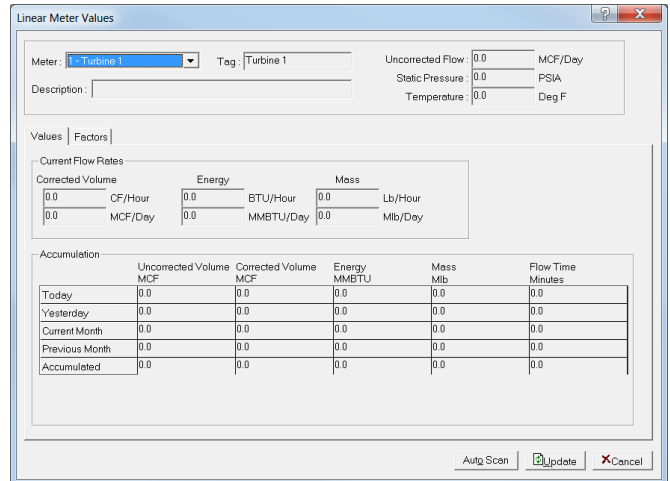 Linear Meter Values
Meter : 1 - Turbine 1 Tag : Turbine 1 Uncorrected Flow : 0.0 MCF/Day
Static Pressure : 0.0 PSIA
Description : Temperature : 0.0 Deg F
Values Factors
Current Flow Rates
Corrected Volume Energy Mass
0.0 CF/Hour 0.0 BTU/Hour 0.0 Lb/Hour
0.0 MCF/Day 0.0 MMBTU/Day 0.0 Mlb/Day
Accumulation
Uncorrected Volume Corrected Volume Energy Mass Flow Time
MCF MCF MMBTU Mlb Minutes
Today 0.0 0.0 0.0 0.0 0.0
Yesterday 0.0 0.0 0.0 0.0 0.0
Current Month 0.0 0.0 0.0 0.0 0.0
Previous Month 0.0 0.0 0.0 0.0 0.0
Accumulated 0.0 0.0 0.0 0.0 0.0
Auto Scan Update Cancel